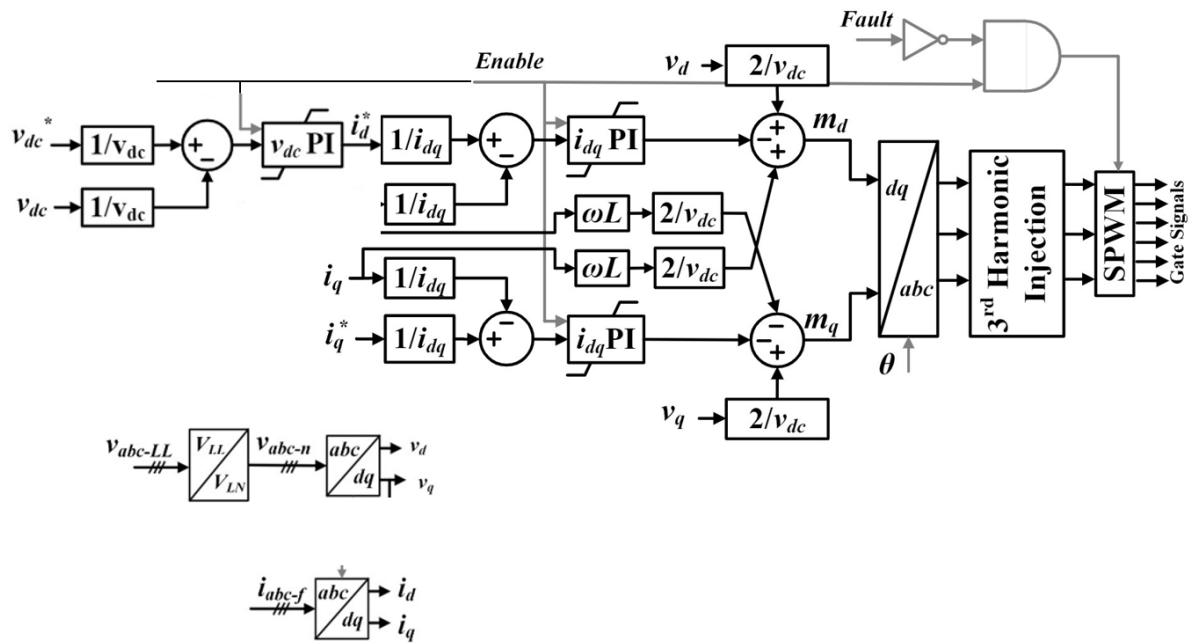 Fault
Enable
v_d
2/v_dc
v_dc*
1/v_dc
+
−
v_dc PI
i_d*
1/i_dq
+
−
i_dq PI
−
+
+
m_d
v_dc
1/v_dc
1/i_dq
ωL
2/v_dc
ωL
2/v_dc
i_q
1/i_dq
i_q*
1/i_dq
−
+
i_dq PI
−
−
+
m_q
v_q
2/v_dc
dq
abc
θ
3rd Harmonic
Injection
SPWM
Gate Signals
v_abc-LL
V_LL
V_LN
v_abc-n
abc
dq
v_d
v_q
i_abc-f
abc
dq
i_d
i_q